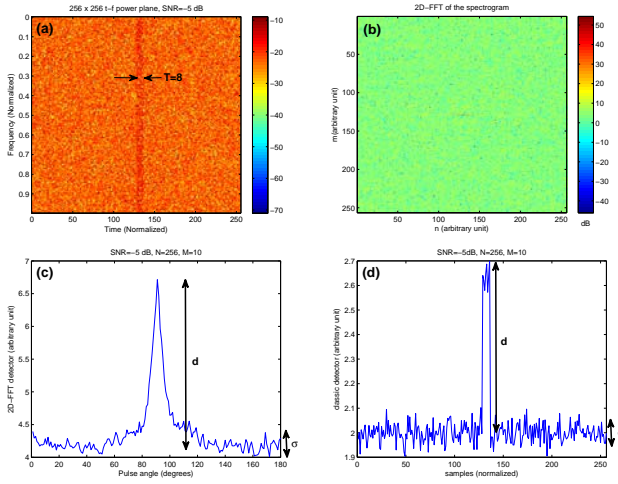 256 x 256 t−f power plane, SNR=−5 dB
(a)
T=8
Frequency (Normalized)
0
0.1
0.2
0.3
0.4
0.5
0.6
0.7
0.8
0.9
0 50 100 150 200 250
Time (Normalized)
−10
−20
−30
−40
−50
−60
−70
2D−FFT of the spectrogram
(b)
m(arbitrary unit)
50
100
150
200
250
50 100 150 200 250
n (arbitrary unit)
50
40
30
20
10
0
−10
−20
−30
−40
dB
SNR=−5 dB, N=256, M=10
(c)
d
σ
2D−FFT detector (arbitrary unit)
7
6.5
6
5.5
5
4.5
4
0 20 40 60 80 100 120 140 160 180
Pulse angle (degrees)
SNR=−5dB, N=256, M=10
(d)
d
classic detector (arbitrary unit)
2.7
2.6
2.5
2.4
2.3
2.2
2.1
2
1.9
0 50 100 150 200 250
samples (normalized)